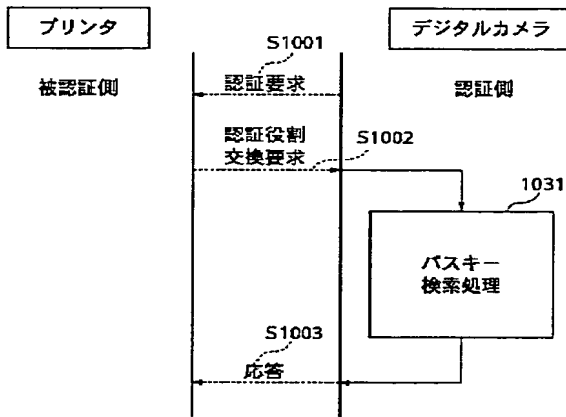 プリンタ
デジタルカメラ
被認証側
認証側
S1001
認証要求
認証役割
交換要求
S1002
1031
パスキー
検索処理
S1003
応答